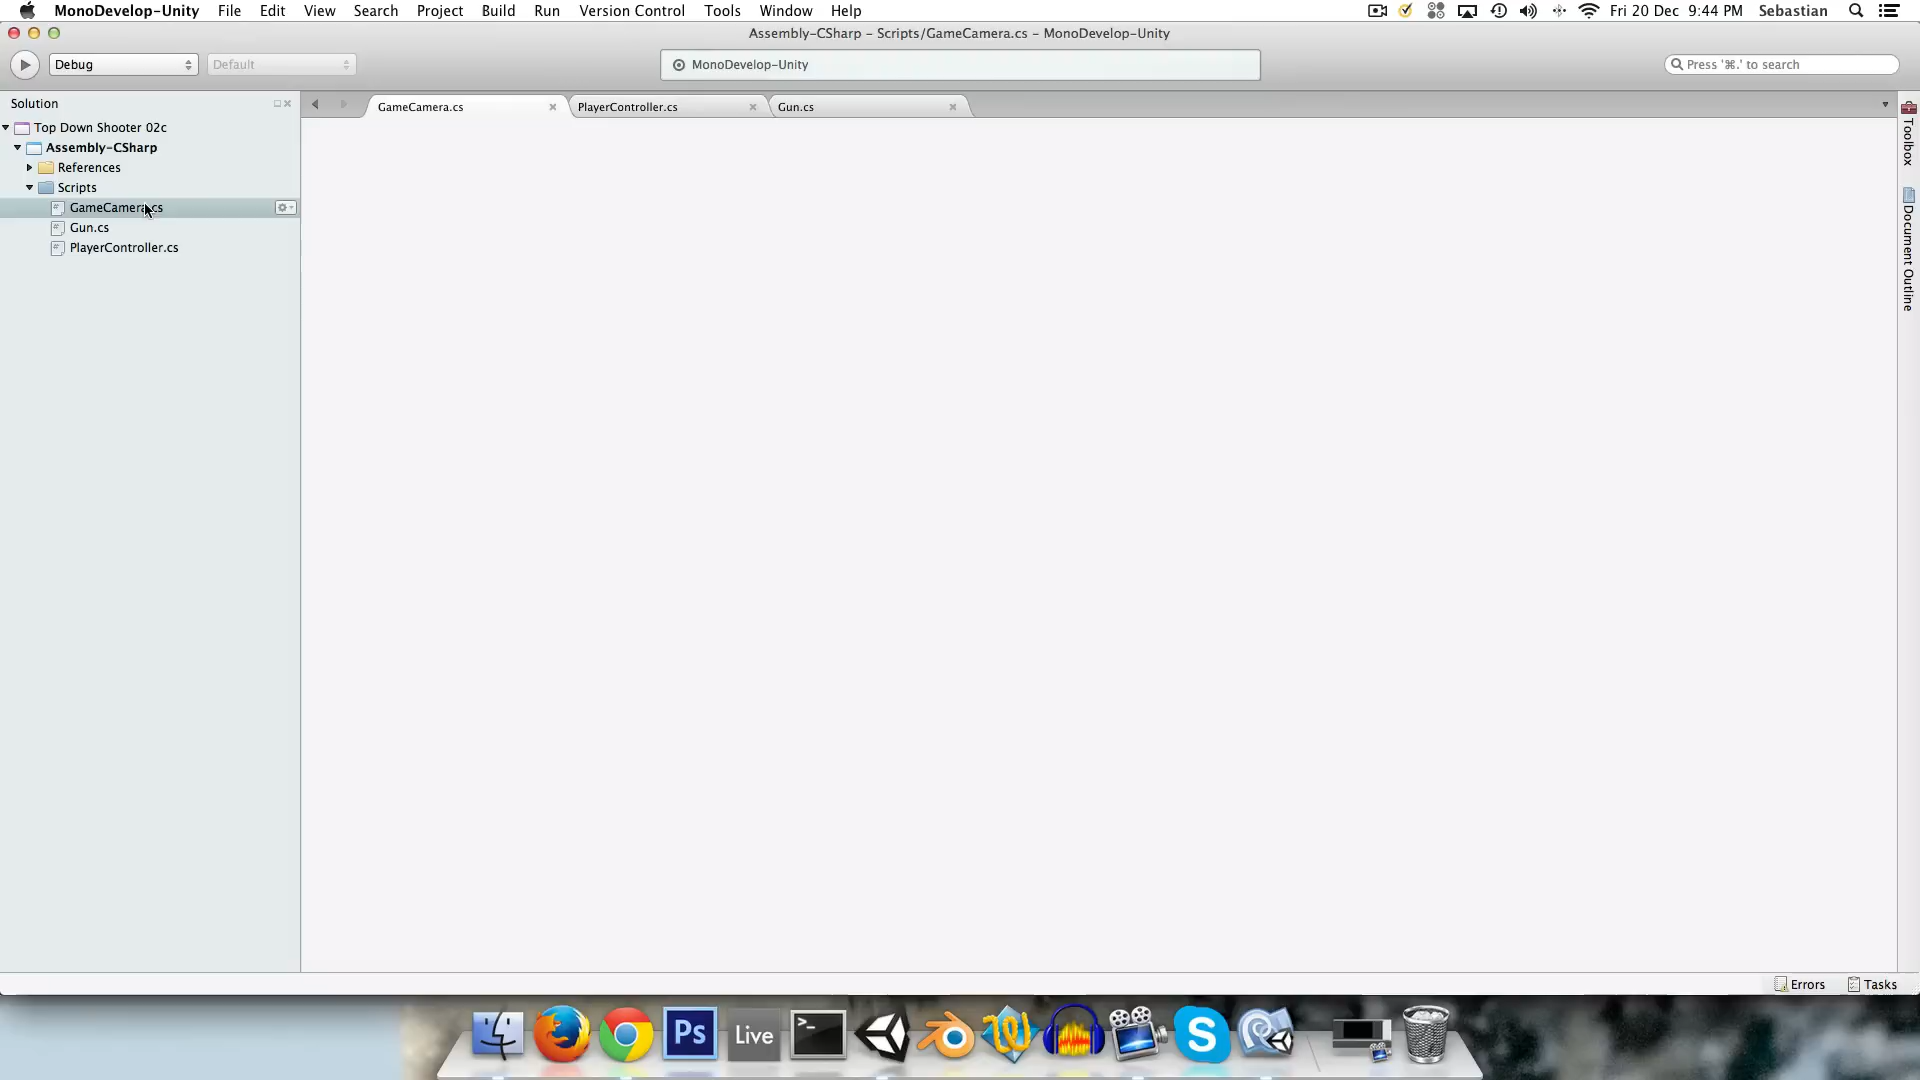 MonoDevelop-Unity File Edit View Search Project Build Run Version Control Tools Window Help Fri 20 Dec 9:44 PM Sebastian
Assembly-CSharp – Scripts/GameCamera.cs – MonoDevelop-Unity
Debug Default MonoDevelop-Unity Press '⌘.' to search
Solution
GameCamera.cs PlayerController.cs Gun.cs
Top Down Shooter 02c
Assembly-CSharp
References
Scripts
GameCamera.cs
Gun.cs
PlayerController.cs
Toolbox
Document Outline
Errors Tasks
Ps Live